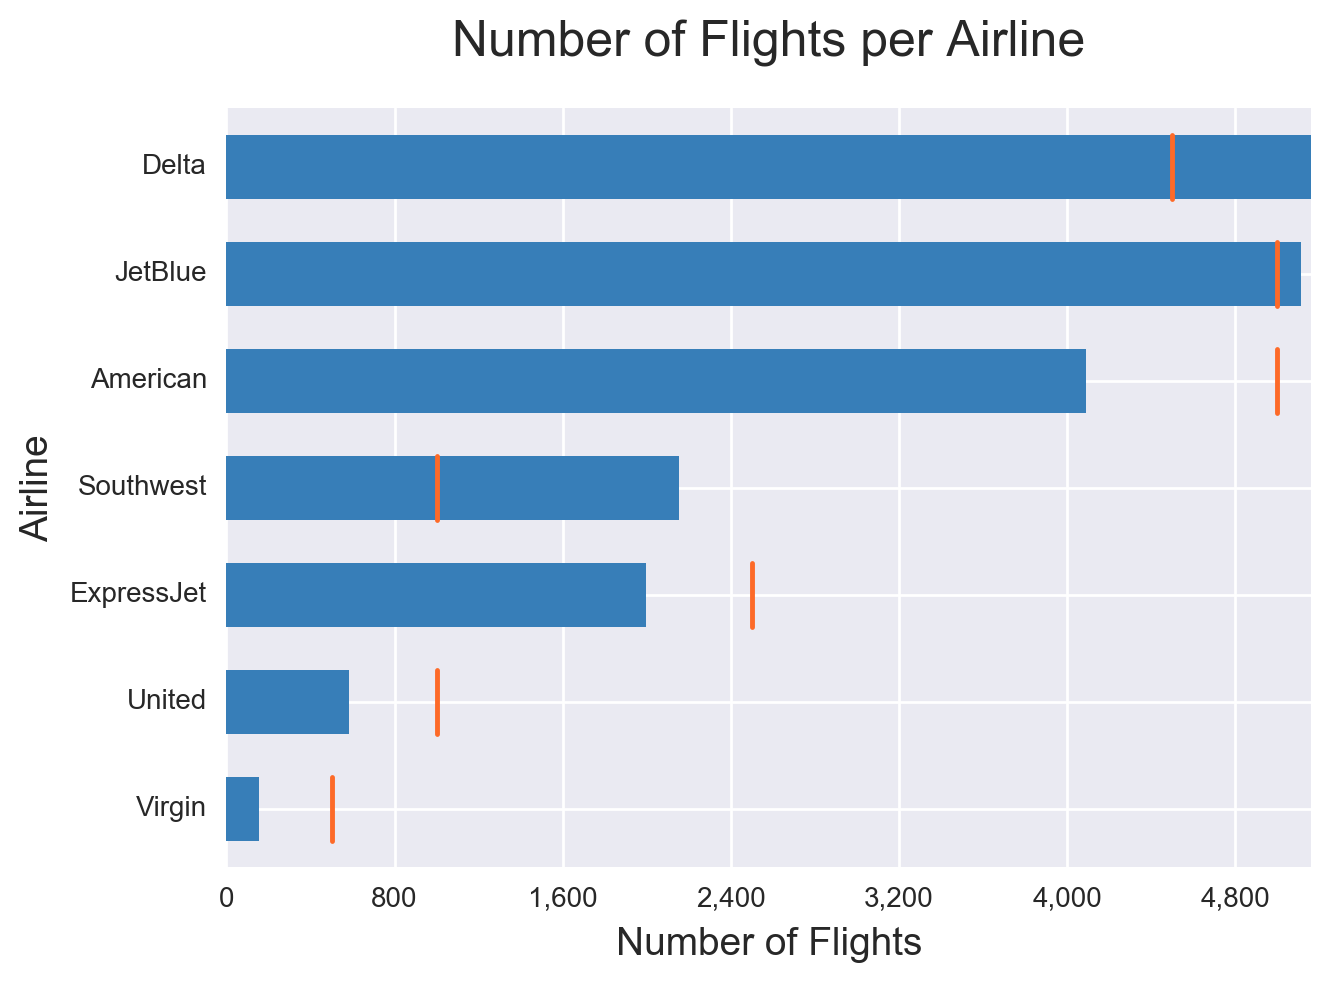 Number of Flights per Airline
Delta
JetBlue
American
Southwest
ExpressJet
United
Virgin
Airline
0 800 1,600 2,400 3,200 4,000 4,800
Number of Flights